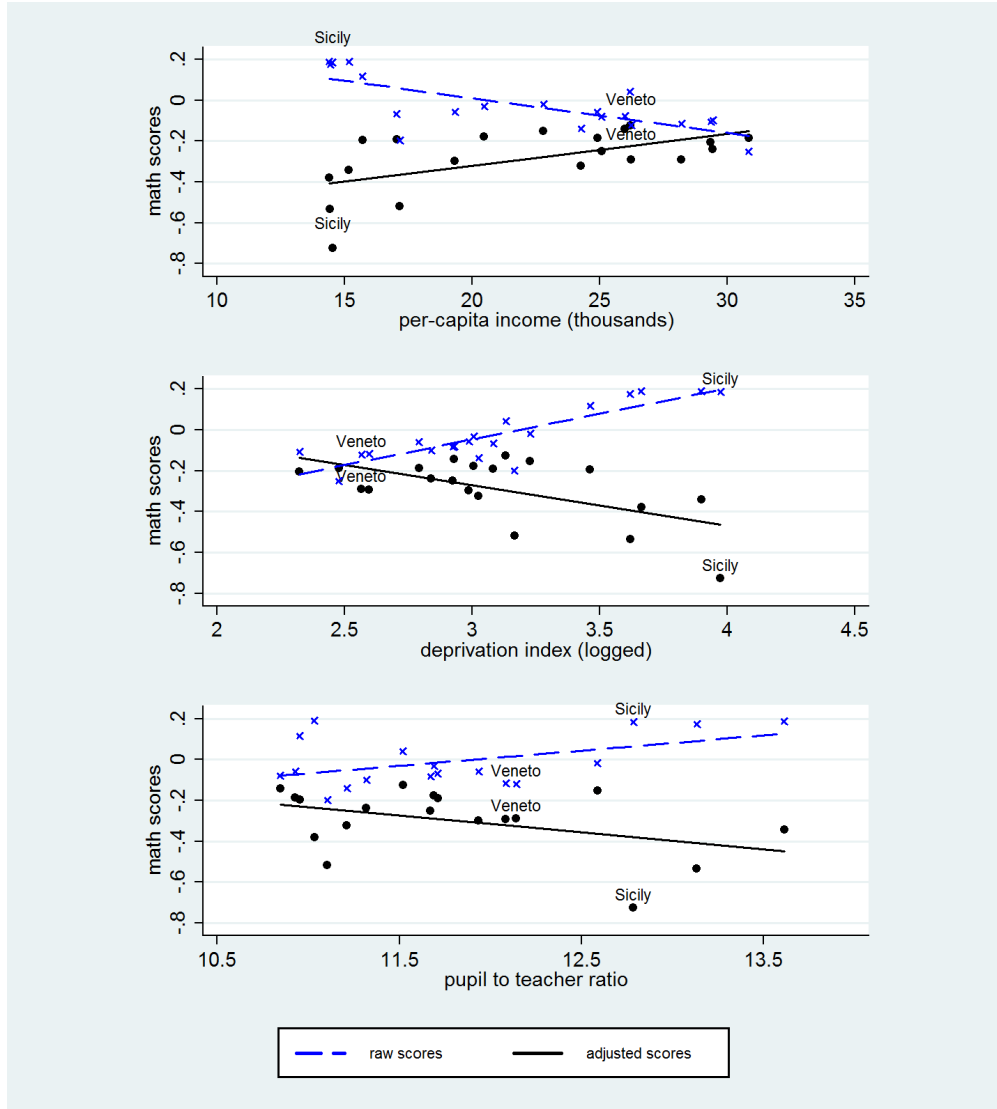 math scores
.2
0
-.2
-.4
-.6
-.8
Sicily
Veneto
Veneto
Sicily
10 15 20 25 30 35
per-capita income (thousands)
math scores
.2
0
-.2
-.4
-.6
-.8
Sicily
Veneto
Veneto
Sicily
2 2.5 3 3.5 4 4.5
deprivation index (logged)
math scores
.2
0
-.2
-.4
-.6
-.8
Sicily
Veneto
Veneto
Sicily
10.5 11.5 12.5 13.5
pupil to teacher ratio
raw scores adjusted scores